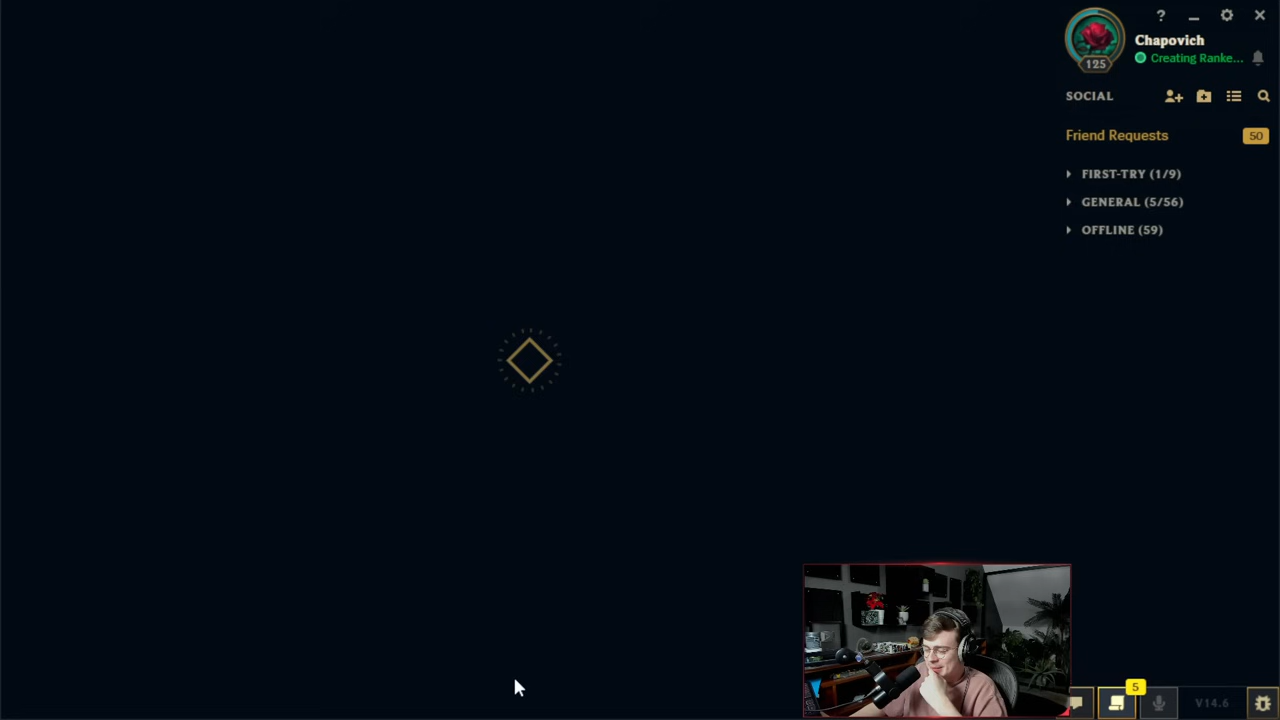 ?
Chapovich
125
Creating Ranke...
SOCIAL
Friend Requests
50
FIRST-TRY (1/9)
GENERAL (5/56)
OFFLINE (59)
5
V14.6